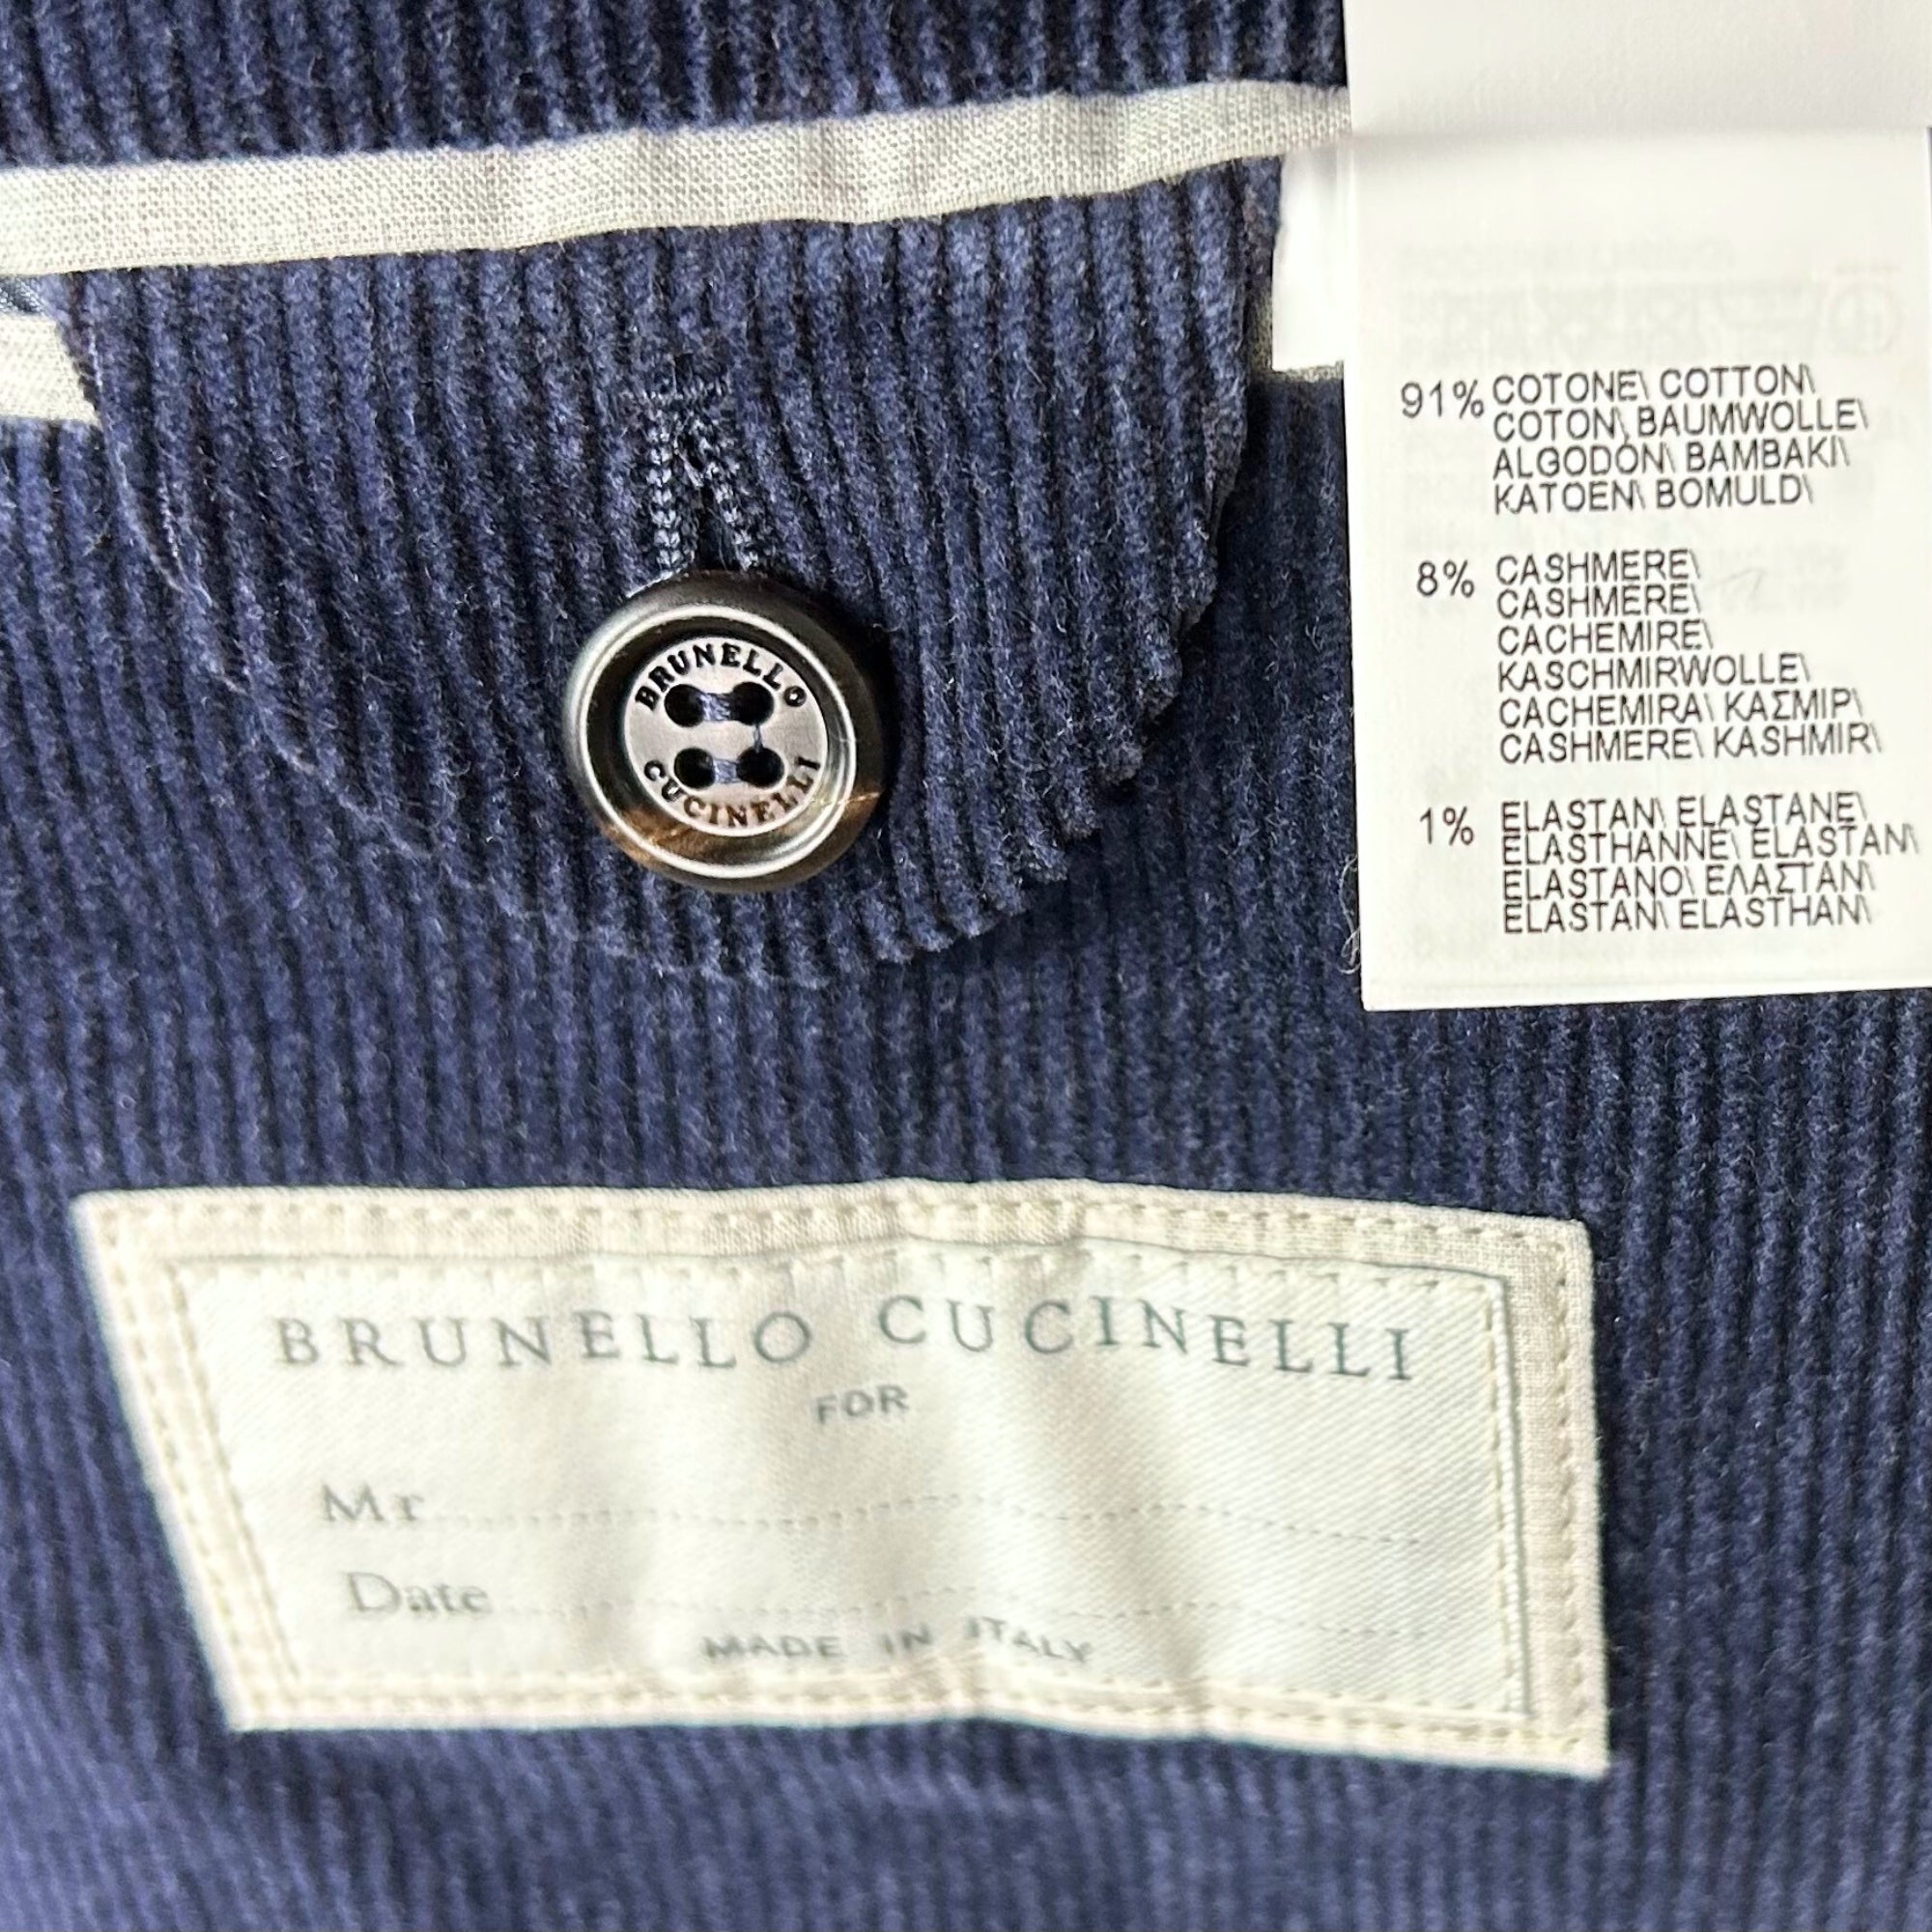 91% COTONE\ COTTON\
COTON\ BAUMWOLLE\
ALGODÓN\ BAMBAKI\
KATOEN\ BOMULD\
8% CASHMERE\
CASHMERE\
CACHEMIRE\
KASCHMIRWOLLE\
CACHEMIRA\ ΚΑΣΜΙΡ\
CASHMERE\ KASHMIR\
1% ELASTAN\ ELASTANE\
ELASTHANNE\ ELASTAN\
ELASTANO\ ΕΛΑΣΤΑΝ\
ELASTAN\ ELASTHAN\
BRUNELLO
CUCINELLI
BRUNELLO CUCINELLI
FOR
Mr
Date
MADE IN ITALY